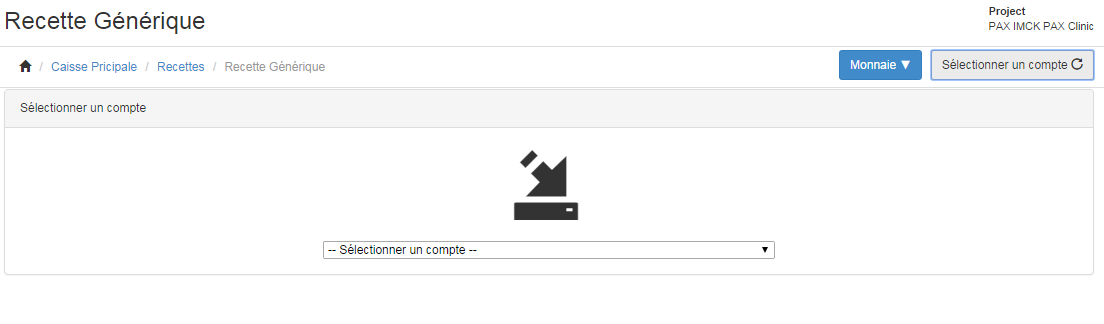 Recette Générique
Project
PAX IMCK PAX Clinic
/ Caisse Pricipale / Recettes / Recette Générique
Monnaie ▼
Sélectionner un compte
Sélectionner un compte
-- Sélectionner un compte --